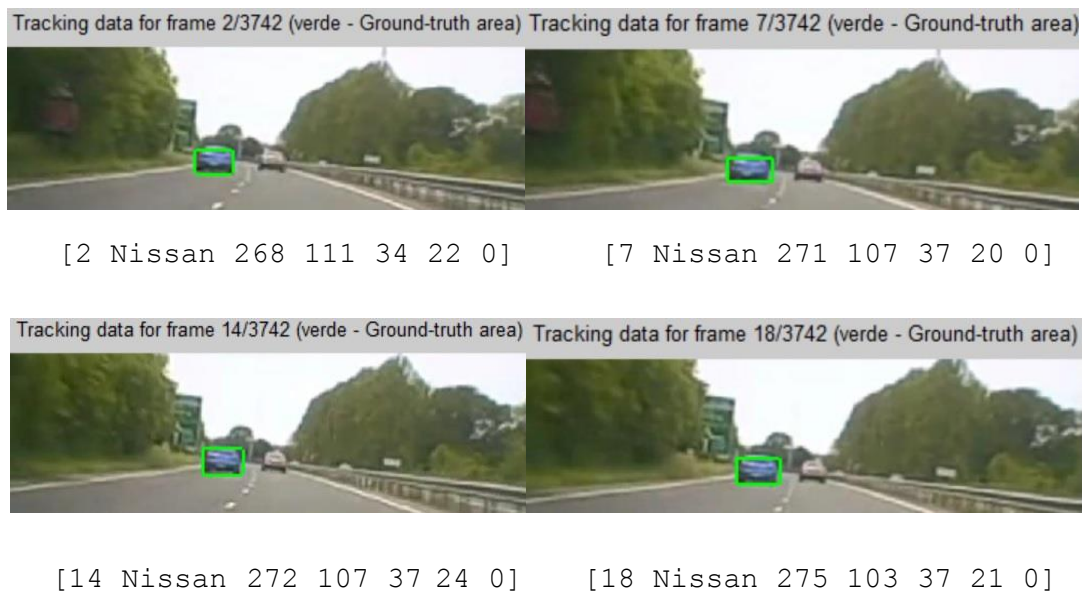 Tracking data for frame 2/3742 (verde - Ground-truth area)
Tracking data for frame 7/3742 (verde - Ground-truth area)
[2 Nissan 268 111 34 22 0]
[7 Nissan 271 107 37 20 0]
Tracking data for frame 14/3742 (verde - Ground-truth area)
Tracking data for frame 18/3742 (verde - Ground-truth area)
[14 Nissan 272 107 37 24 0]
[18 Nissan 275 103 37 21 0]